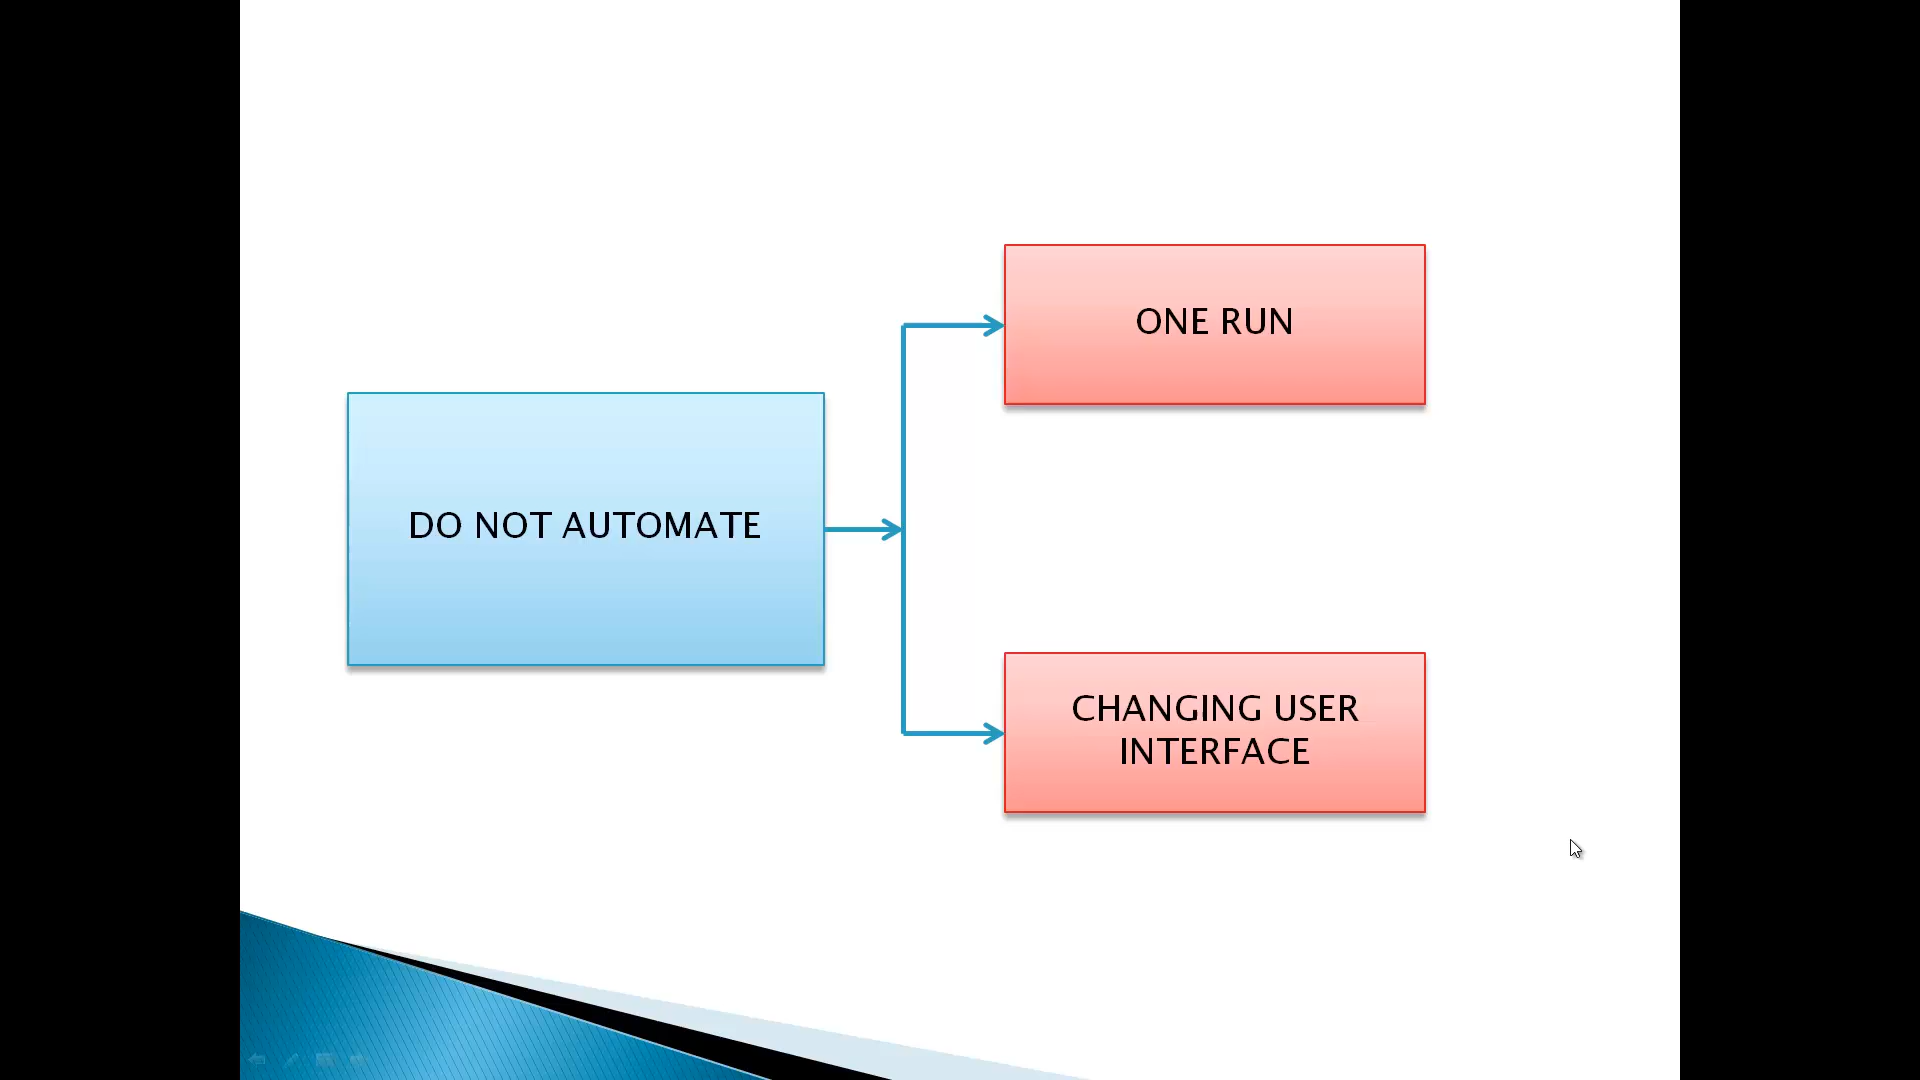 DO NOT AUTOMATE
ONE RUN
CHANGING USER
INTERFACE